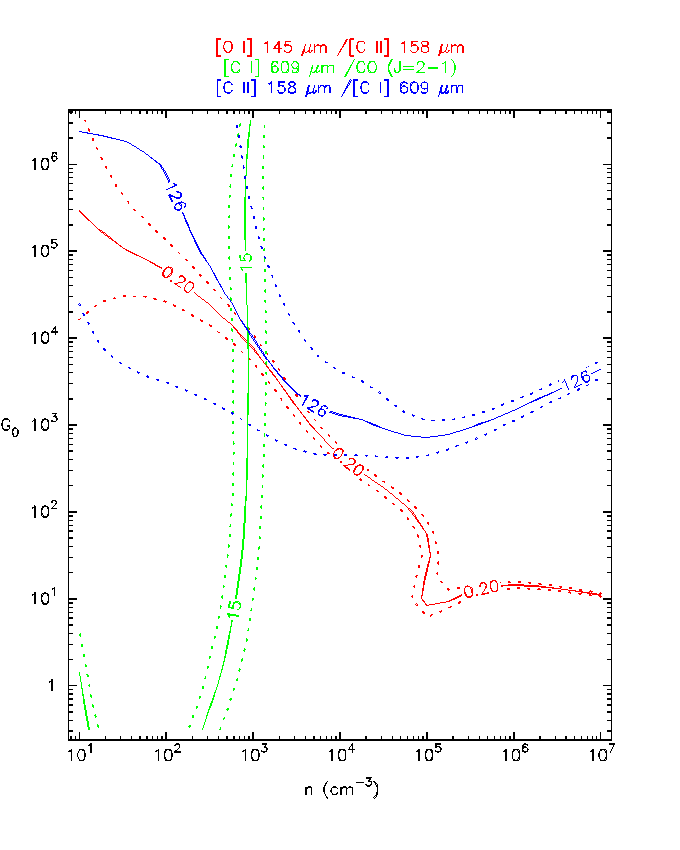 [O I] 145 μm /[C II] 158 μm
[C I] 609 μm /CO (J=2−1)
[C II] 158 μm /[C I] 609 μm
10⁶
126
10⁵
15
0.20
10⁴
126
126
10³
G₀
0.20
10²
10¹
15
0.20
1
10¹ 10² 10³ 10⁴ 10⁵ 10⁶ 10⁷
n (cm⁻³)